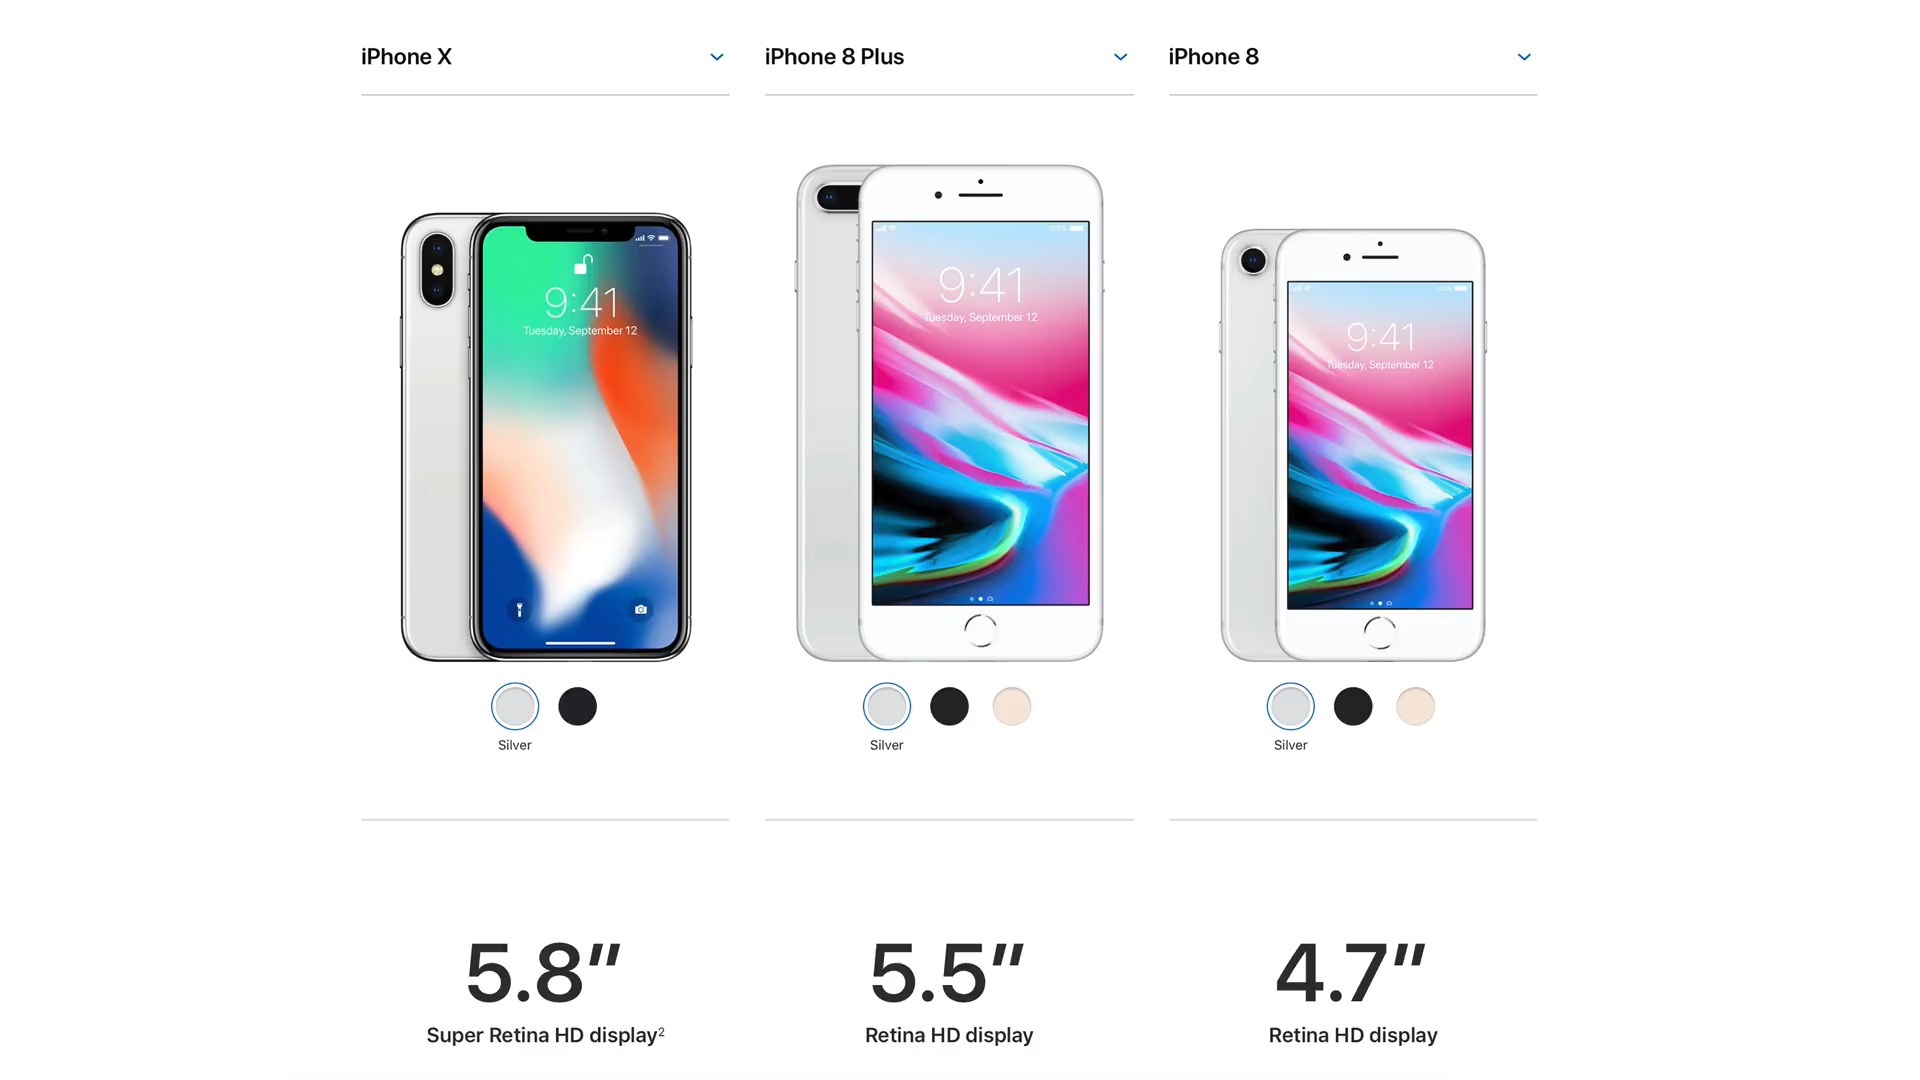 iPhone X
iPhone 8 Plus
iPhone 8
9:41
Tuesday, September 12
100%
9:41
Tuesday, September 12
100%
9:41
Tuesday, September 12
Silver
Silver
Silver
5.8″
5.5″
4.7″
Super Retina HD display²
Retina HD display
Retina HD display